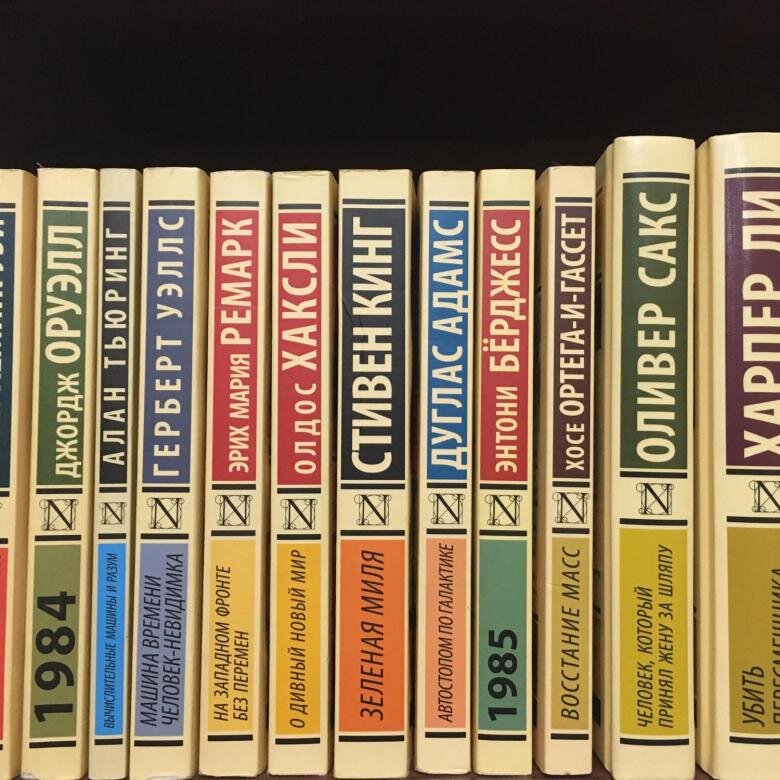 ДЖОРДЖ ОРУЭЛЛ
1984
АЛАН ТЬЮРИНГ
ВЫЧИСЛИТЕЛЬНЫЕ МАШИНЫ И РАЗУМ
ГЕРБЕРТ УЭЛЛС
МАШИНА ВРЕМЕНИ
ЧЕЛОВЕК-НЕВИДИМКА
ЭРИХ МАРИЯ РЕМАРК
НА ЗАПАДНОМ ФРОНТЕ
БЕЗ ПЕРЕМЕН
ОЛДОС ХАКСЛИ
О ДИВНЫЙ НОВЫЙ МИР
СТИВЕН КИНГ
ЗЕЛЕНАЯ МИЛЯ
ДУГЛАС АДАМС
АВТОСТОПОМ ПО ГАЛАКТИКЕ
ЭНТОНИ БЁРДЖЕСС
1985
ХОСЕ ОРТЕГА-И-ГАССЕТ
ВОССТАНИЕ МАСС
ОЛИВЕР САКС
ЧЕЛОВЕК, КОТОРЫЙ
ПРИНЯЛ ЖЕНУ ЗА ШЛЯПУ
ХАРПЕР ЛИ
УБИТЬ